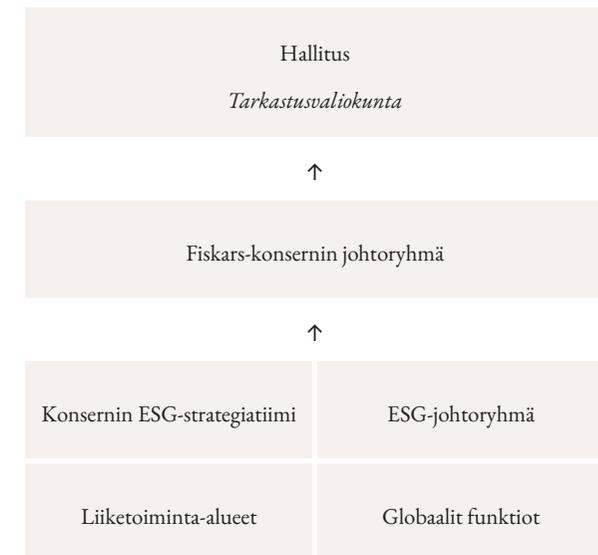 Hallitus
Tarkastusvaliokunta
↑
Fiskars-konsernin johtoryhmä
↑
Konsernin ESG-strategiatiimi
ESG-johtoryhmä
Liiketoiminta-alueet
Globaalit funktiot